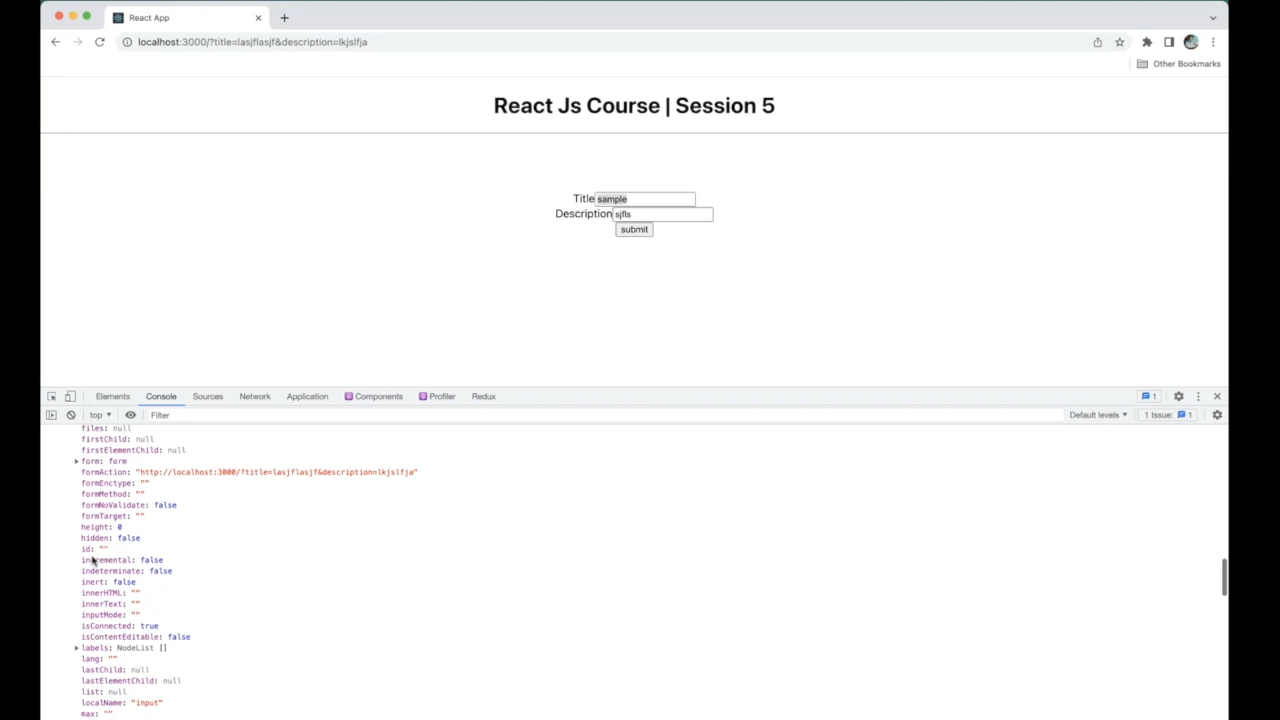 React App
localhost:3000/?title=lasjflasjf&description=lkjslfja
Other Bookmarks
React Js Course | Session 5
Title sample
Description sjfls
submit
Elements Console Sources Network Application Components Profiler Redux 1
top Filter Default levels 1 Issue: 1
files: null
firstChild: null
firstElementChild: null
form: form
formAction: "http://localhost:3000/?title=lasjflasjf&description=lkjslfja"
formEnctype: ""
formMethod: ""
formNoValidate: false
formTarget: ""
height: 0
hidden: false
id: ""
incremental: false
indeterminate: false
inert: false
innerHTML: ""
innerText: ""
inputMode: ""
isConnected: true
isContentEditable: false
labels: NodeList []
lang: ""
lastChild: null
lastElementChild: null
list: null
localName: "input"
max: ""